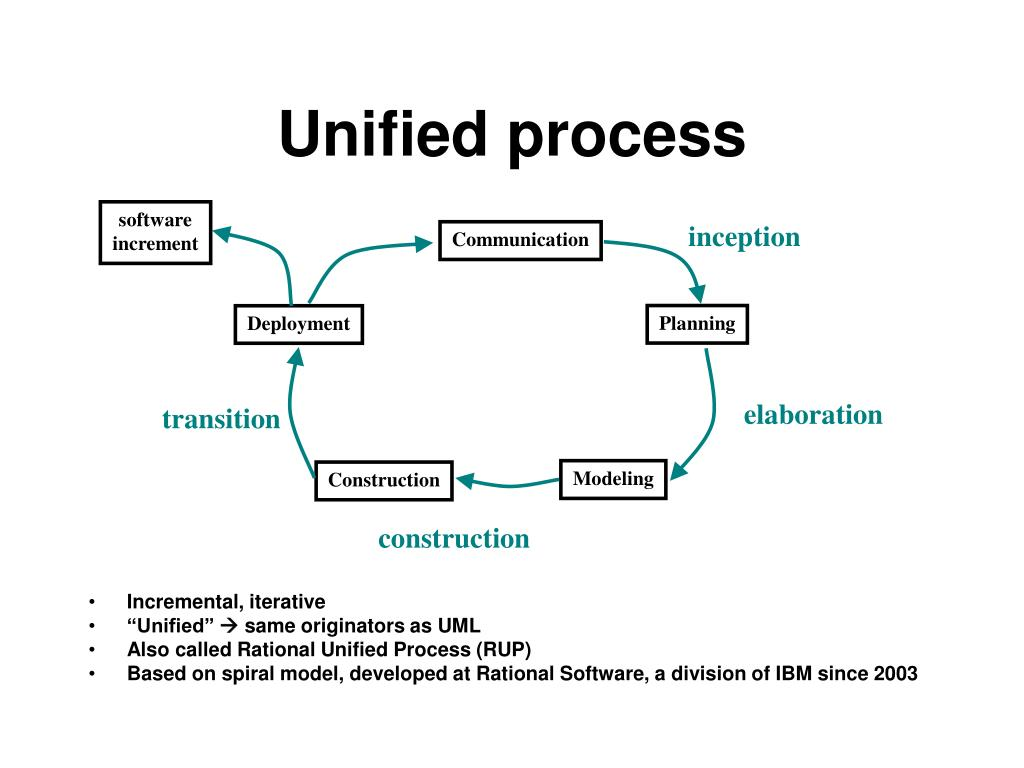 Unified process
software
increment
Communication
inception
Deployment
Planning
transition
elaboration
Construction
Modeling
construction
• Incremental, iterative
• “Unified” → same originators as UML
• Also called Rational Unified Process (RUP)
• Based on spiral model, developed at Rational Software, a division of IBM since 2003